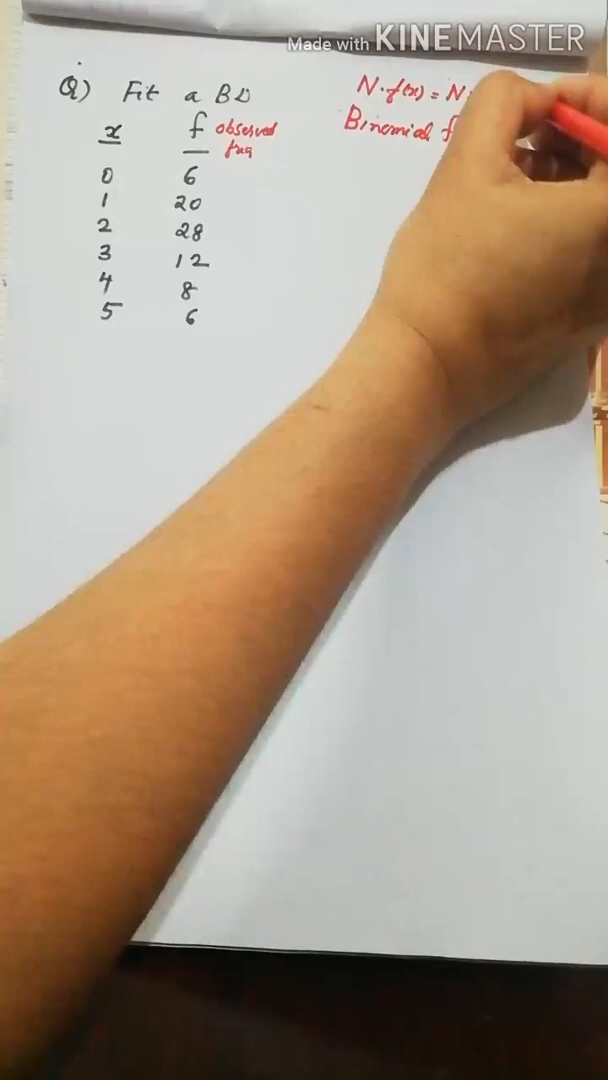 Made with KINEMASTER
Q) Fit a BD
N·f(x) = N
Binomial f
x f observed
freq
0 6
1 20
2 28
3 12
4 8
5 6